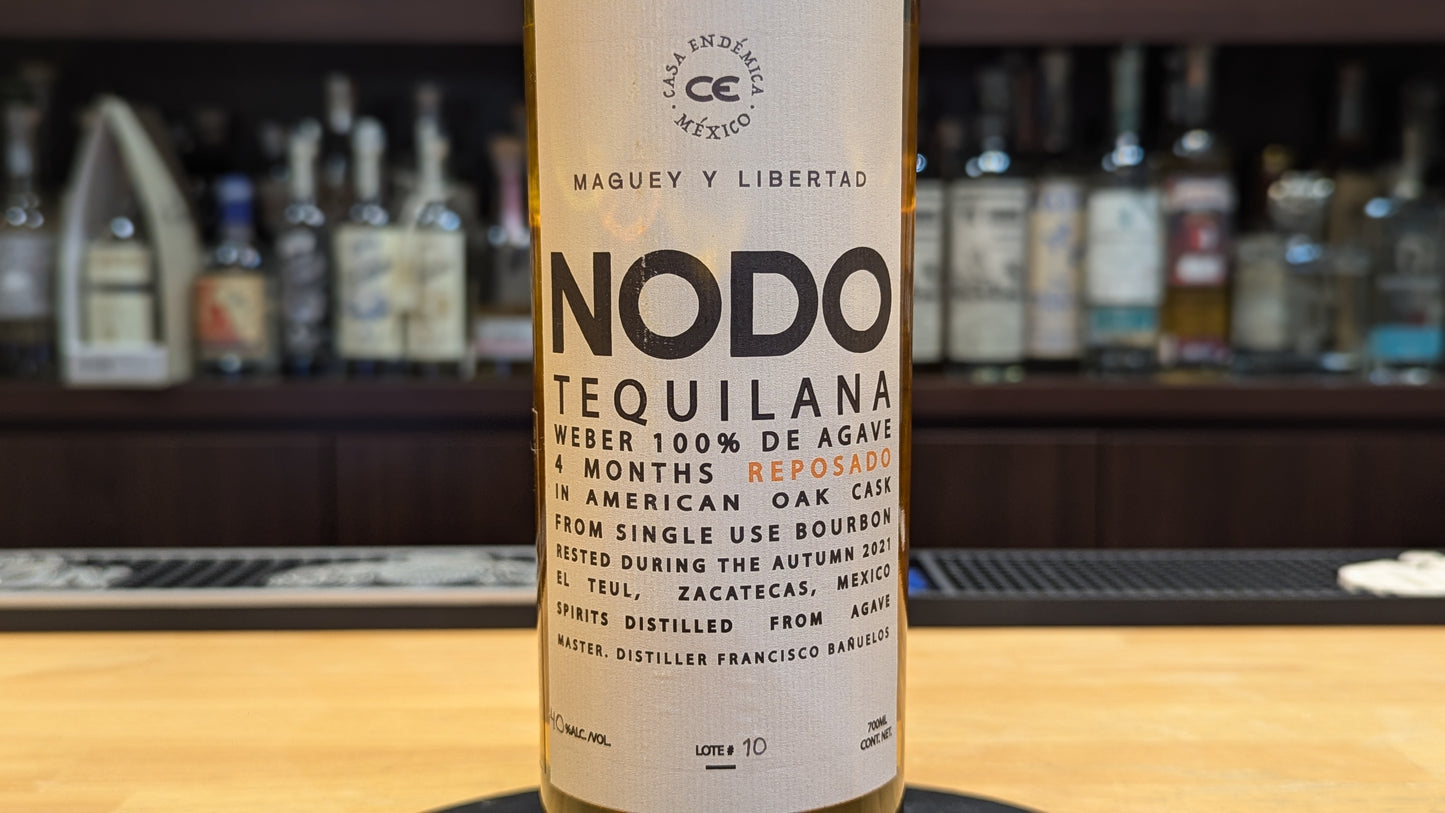 CASA ENDÉMICA
CE
· MÉXICO ·
MAGUEY Y LIBERTAD
NODO
TEQUILANA
WEBER 100% DE AGAVE
4 MONTHS REPOSADO
IN AMERICAN OAK CASK
FROM SINGLE USE BOURBON
RESTED DURING THE AUTUMN 2021
EL TEUL, ZACATECAS, MEXICO
SPIRITS DISTILLED FROM AGAVE
MASTER. DISTILLER FRANCISCO BAÑUELOS
40 %ALC. /VOL.
LOTE # 10
700ML
CONT. NET.